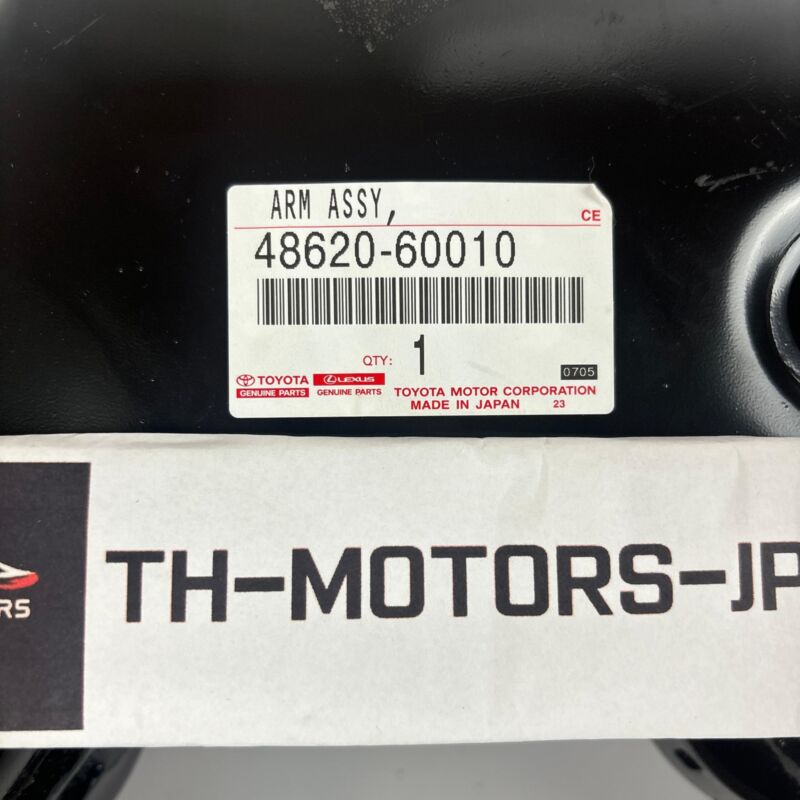 ARM ASSY,
CE
48620-60010
QTY: 1
0705
TOYOTA LEXUS TOYOTA MOTOR CORPORATION
GENUINE PARTS GENUINE PARTS MADE IN JAPAN 23
TH-MOTORS-JP
RS